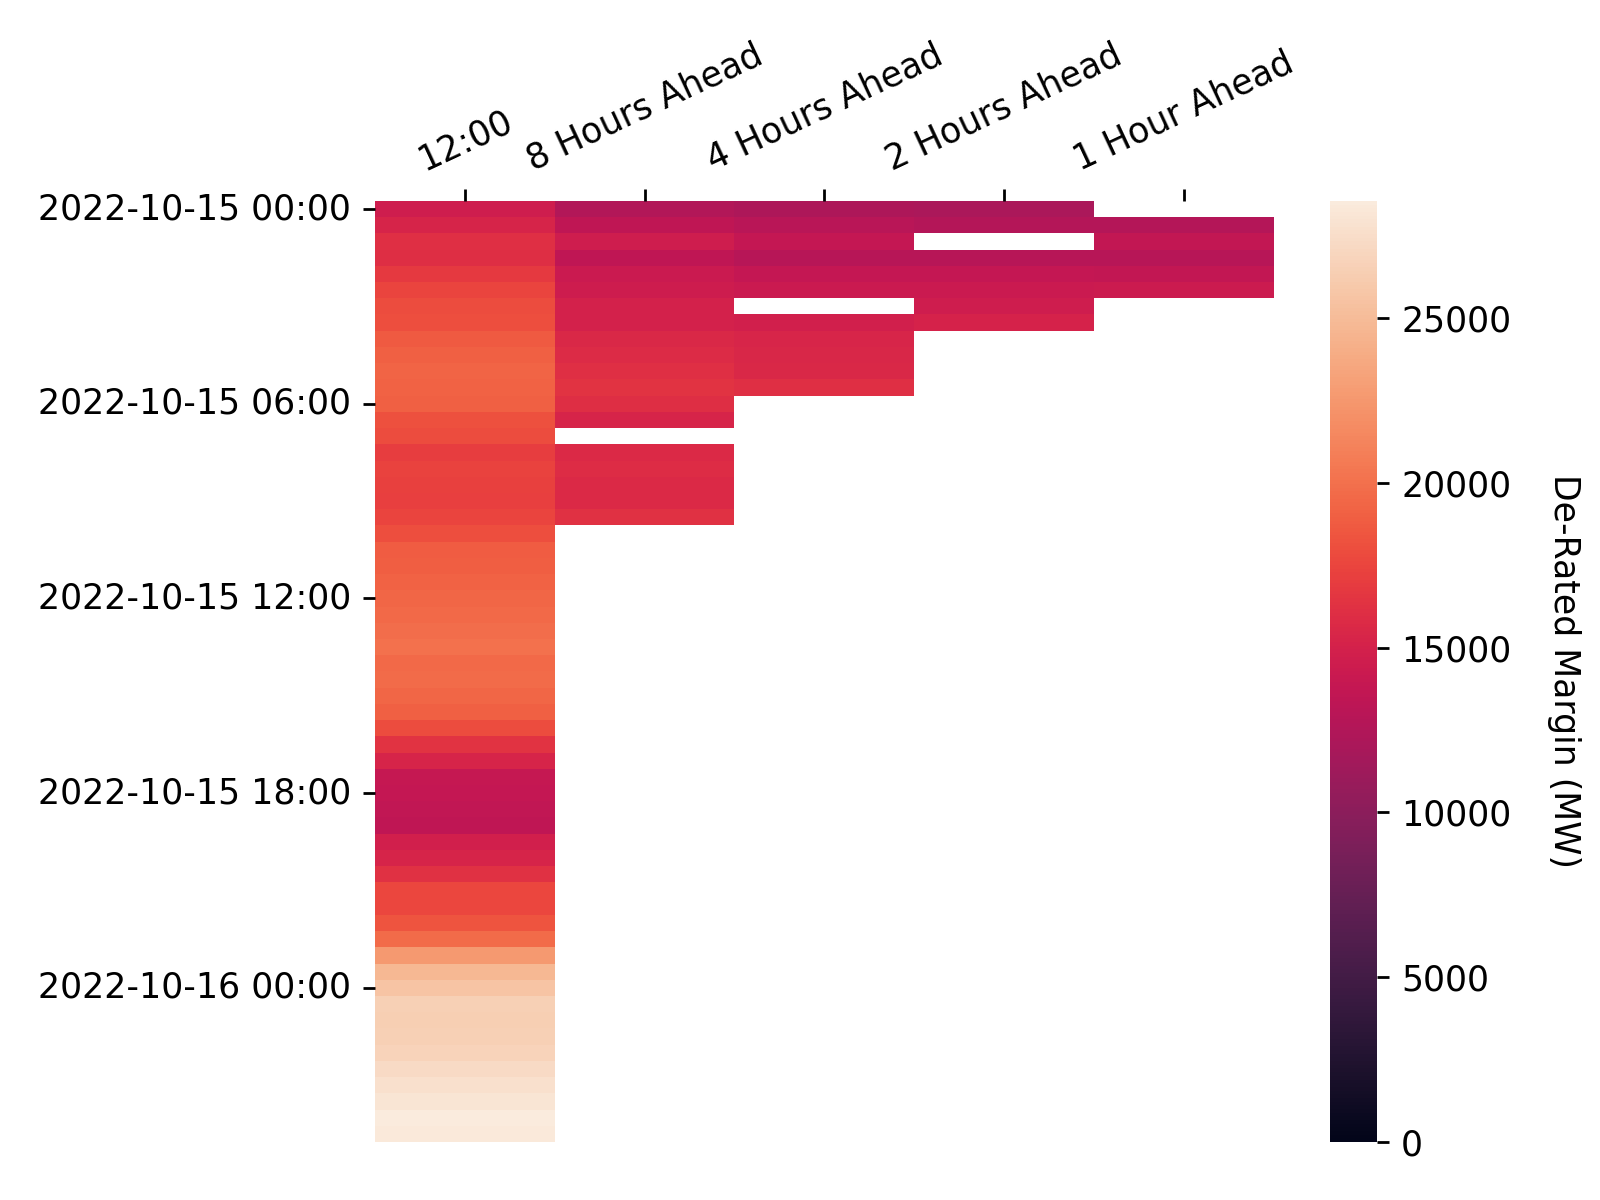 12:00
8 Hours Ahead
4 Hours Ahead
2 Hours Ahead
1 Hour Ahead
2022-10-15 00:00
2022-10-15 06:00
2022-10-15 12:00
2022-10-15 18:00
2022-10-16 00:00
25000
20000
15000
10000
5000
0
De-Rated Margin (MW)